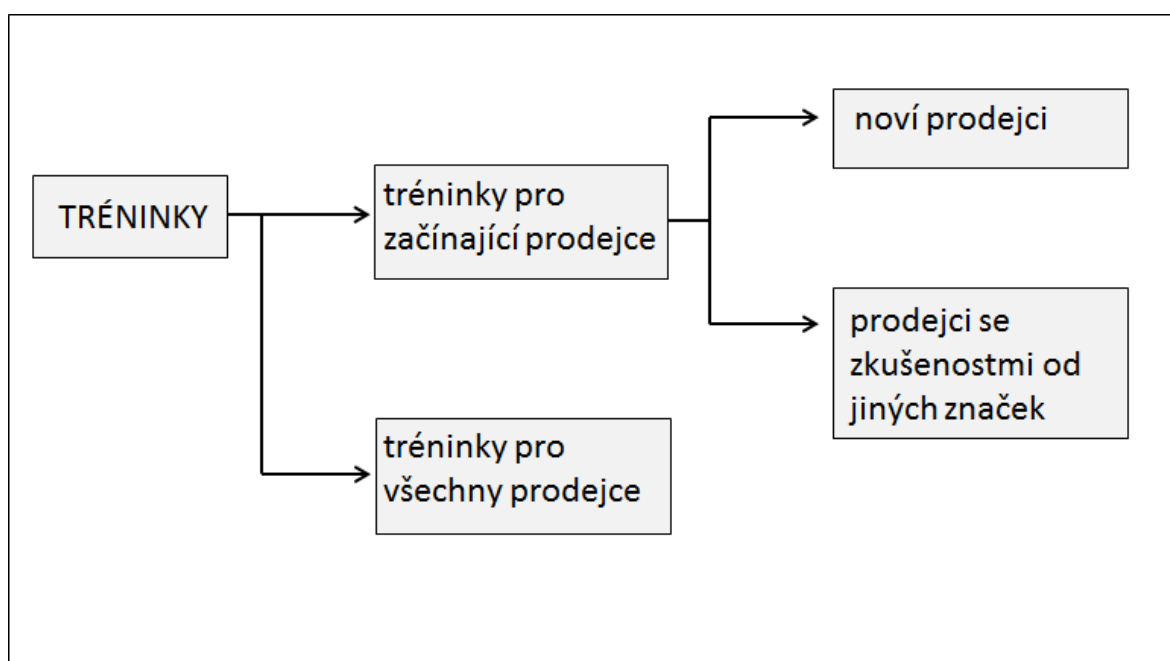 TRÉNINKY
tréninky pro
začínající prodejce
noví prodejci
prodejci se
zkušenostmi od
jiných značek
tréninky pro
všechny prodejce